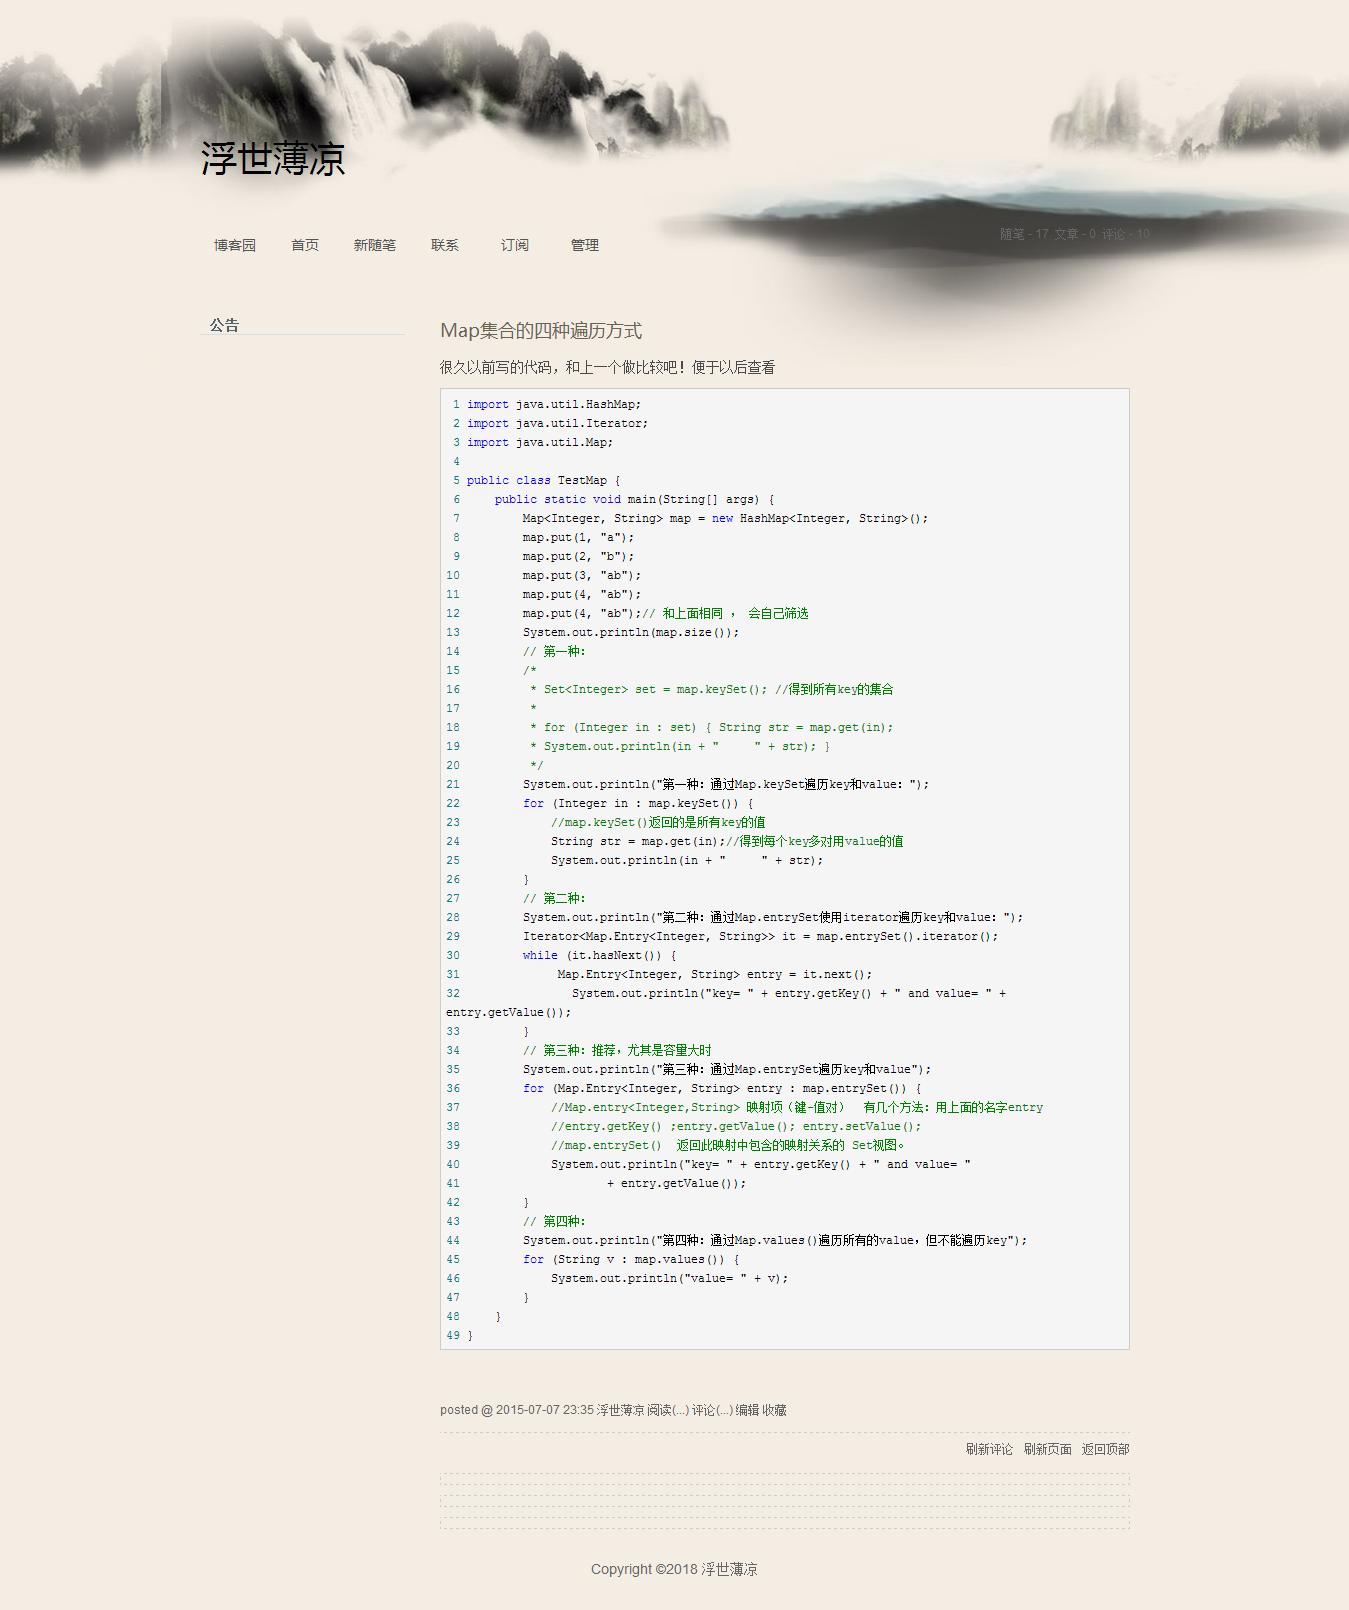 浮世薄凉
博客园 首页 新随笔 联系 订阅 管理
随笔 - 17 文章 - 0 评论 - 10
公告
Map集合的四种遍历方式
很久以前写的代码，和上一个做比较吧！便于以后查看
1 import java.util.HashMap;
2 import java.util.Iterator;
3 import java.util.Map;
4
5 public class TestMap {
6     public static void main(String[] args) {
7         Map<Integer, String> map = new HashMap<Integer, String>();
8         map.put(1, "a");
9         map.put(2, "b");
10         map.put(3, "ab");
11         map.put(4, "ab");
12         map.put(4, "ab");// 和上面相同 ， 会自己筛选
13         System.out.println(map.size());
14         // 第一种：
15         /*
16          * Set<Integer> set = map.keySet(); //得到所有key的集合
17          *
18          * for (Integer in : set) { String str = map.get(in);
19          * System.out.println(in + "     " + str); }
20          */
21         System.out.println("第一种：通过Map.keySet遍历key和value：");
22         for (Integer in : map.keySet()) {
23             //map.keySet()返回的是所有key的值
24             String str = map.get(in);//得到每个key多对用value的值
25             System.out.println(in + "     " + str);
26         }
27         // 第二种：
28         System.out.println("第二种：通过Map.entrySet使用iterator遍历key和value：");
29         Iterator<Map.Entry<Integer, String>> it = map.entrySet().iterator();
30         while (it.hasNext()) {
31              Map.Entry<Integer, String> entry = it.next();
32                System.out.println("key= " + entry.getKey() + " and value= " +
entry.getValue());
33         }
34         // 第三种：推荐，尤其是容量大时
35         System.out.println("第三种：通过Map.entrySet遍历key和value");
36         for (Map.Entry<Integer, String> entry : map.entrySet()) {
37             //Map.entry<Integer,String> 映射项（键-值对）  有几个方法：用上面的名字entry
38             //entry.getKey() ;entry.getValue(); entry.setValue();
39             //map.entrySet()  返回此映射中包含的映射关系的 Set视图。
40             System.out.println("key= " + entry.getKey() + " and value= "
41                     + entry.getValue());
42         }
43         // 第四种：
44         System.out.println("第四种：通过Map.values()遍历所有的value，但不能遍历key");
45         for (String v : map.values()) {
46             System.out.println("value= " + v);
47         }
48     }
49 }
posted @ 2015-07-07 23:35 浮世薄凉 阅读(...) 评论(...) 编辑 收藏
刷新评论 刷新页面 返回顶部
Copyright ©2018 浮世薄凉